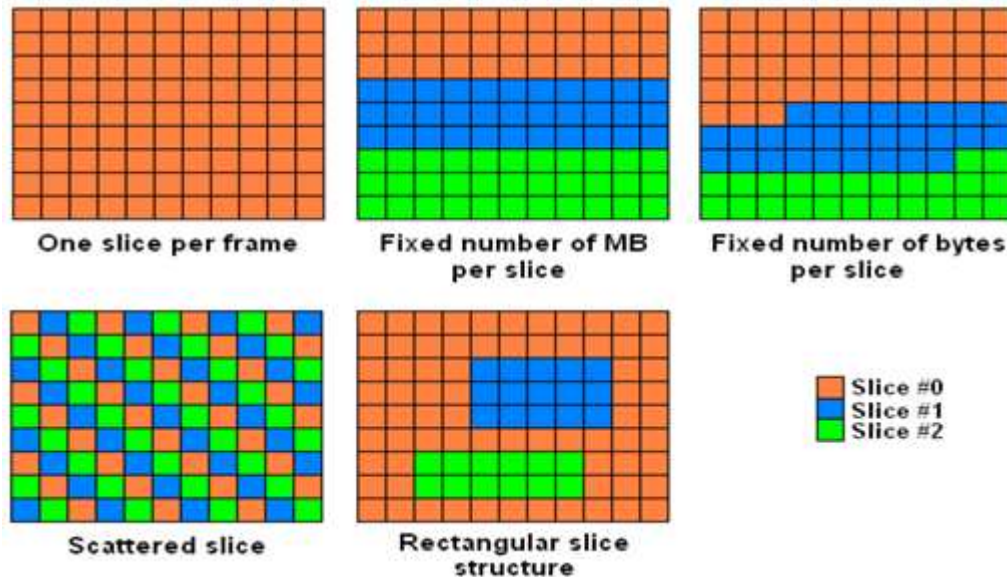 One slice per frame
Fixed number of MB
per slice
Fixed number of bytes
per slice
Scattered slice
Rectangular slice
structure
Slice #0
Slice #1
Slice #2